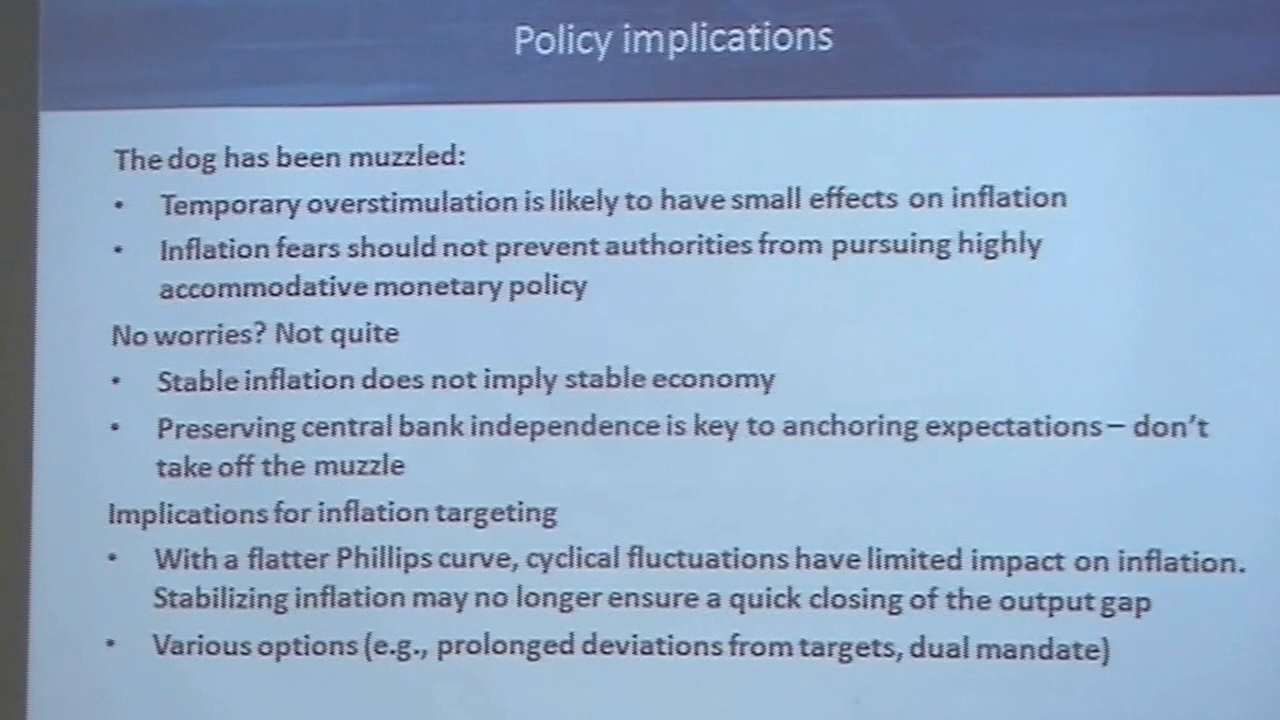 Policy implications
The dog has been muzzled:
• Temporary overstimulation is likely to have small effects on inflation
• Inflation fears should not prevent authorities from pursuing highly
accommodative monetary policy
No worries? Not quite
• Stable inflation does not imply stable economy
• Preserving central bank independence is key to anchoring expectations – don't
take off the muzzle
Implications for inflation targeting
• With a flatter Phillips curve, cyclical fluctuations have limited impact on inflation.
Stabilizing inflation may no longer ensure a quick closing of the output gap
• Various options (e.g., prolonged deviations from targets, dual mandate)